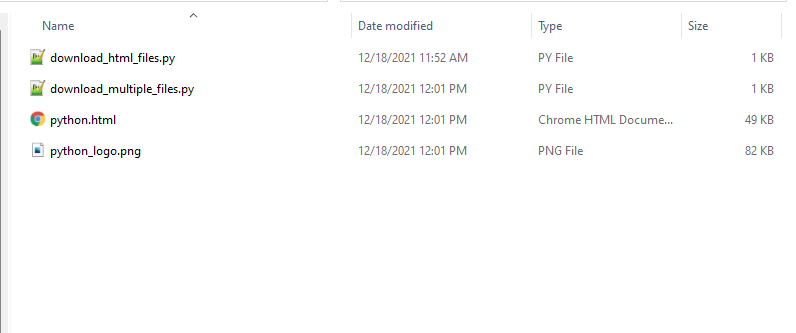 Name Date modified Type Size
download_html_files.py 12/18/2021 11:52 AM PY File 1 KB
download_multiple_files.py 12/18/2021 12:01 PM PY File 1 KB
python.html 12/18/2021 12:01 PM Chrome HTML Docume... 49 KB
python_logo.png 12/18/2021 12:01 PM PNG File 82 KB